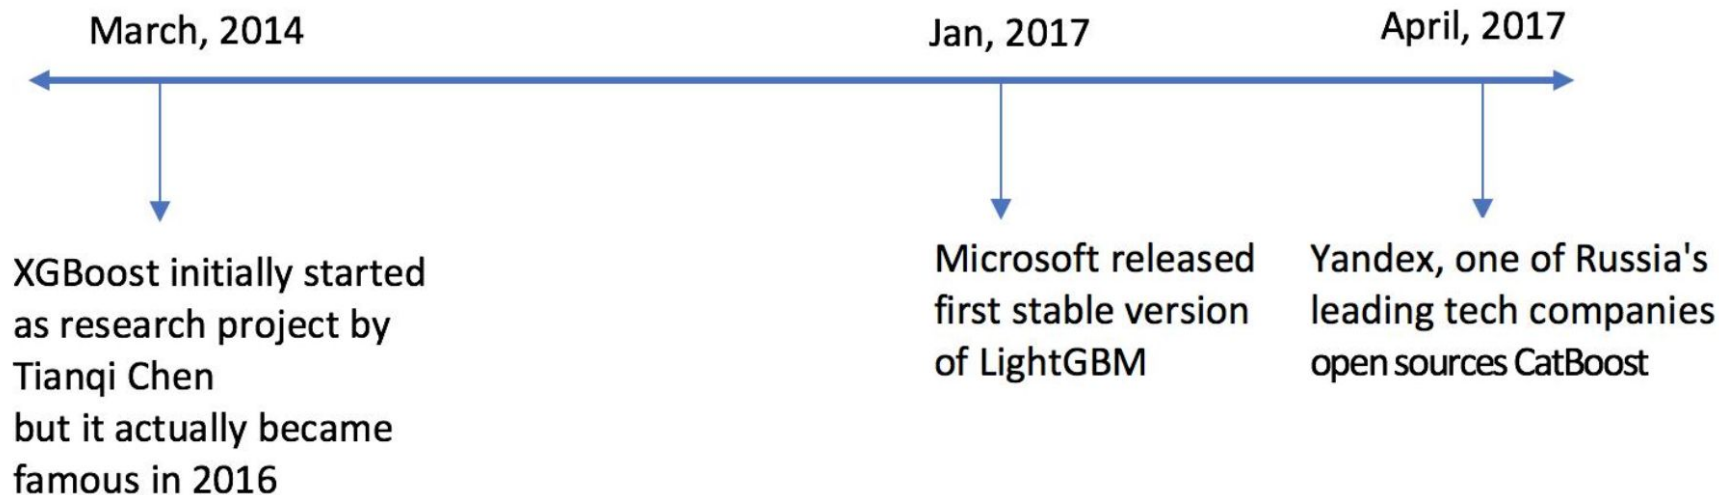 March, 2014
Jan, 2017
April, 2017
XGBoost initially started
as research project by
Tianqi Chen
but it actually became
famous in 2016
Microsoft released
first stable version
of LightGBM
Yandex, one of Russia's
leading tech companies
open sources CatBoost